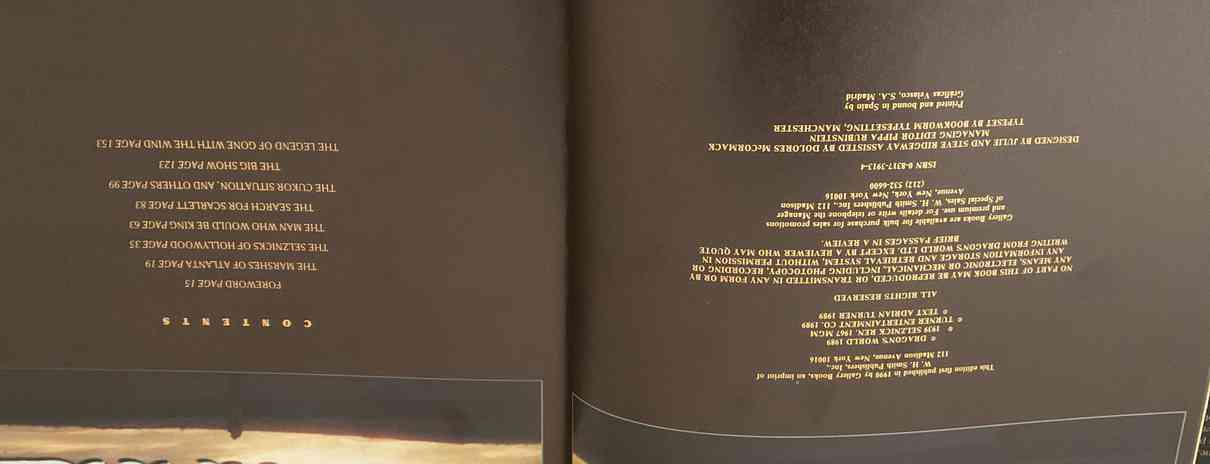 This edition first published in 1990 by Gallery Books, an imprint of
W. H. Smith Publishers, Inc.,
112 Madison Avenue, New York 10016
© DRAGON'S WORLD 1989
© 1939 SELZNICK REN. 1967 MGM
© TURNER ENTERTAINMENT CO. 1989
© TEXT ADRIAN TURNER 1989
ALL RIGHTS RESERVED
NO PART OF THIS BOOK MAY BE REPRODUCED, OR TRANSMITTED IN ANY FORM OR BY
ANY MEANS, ELECTRONIC OR MECHANICAL, INCLUDING PHOTOCOPY, RECORDING OR
ANY INFORMATION STORAGE AND RETRIEVAL SYSTEM, WITHOUT PERMISSION IN
WRITING FROM DRAGON'S WORLD LTD. EXCEPT BY A REVIEWER WHO MAY QUOTE
BRIEF PASSAGES IN A REVIEW.
Gallery Books are available for bulk purchase for sales promotions
and premium use. For details write or telephone the Manager
of Special Sales, W. H. Smith Publishers Inc., 112 Madison
Avenue, New York, New York 10016
(212) 532-6600
ISBN 0-8317-3913-4
DESIGNED BY JULIE AND STEVE RIDGEWAY ASSISTED BY DOLORES McCORMACK
MANAGING EDITOR PIPPA RUBINSTEIN
TYPESET BY BOOKWORM TYPESETTING, MANCHESTER
Printed and bound in Spain by
Gráficas Velasco, S.A. Madrid
CONTENTS
FOREWORD PAGE 15
THE MARSHES OF ATLANTA PAGE 19
THE SELZNICKS OF HOLLYWOOD PAGE 35
THE MAN WHO WOULD BE KING PAGE 63
THE SEARCH FOR SCARLETT PAGE 83
THE CUKOR SITUATION, AND OTHERS PAGE 99
THE BIG SHOW PAGE 123
THE LEGEND OF GONE WITH THE WIND PAGE 153